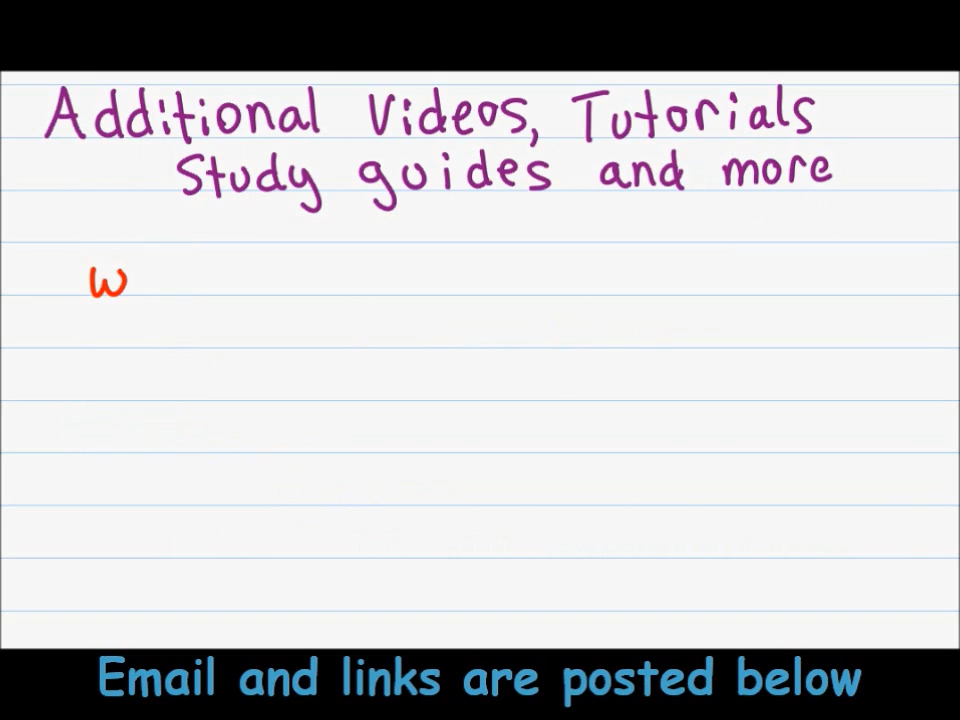 Additional Videos, Tutorials
Study guides and more
w
Email and links are posted below